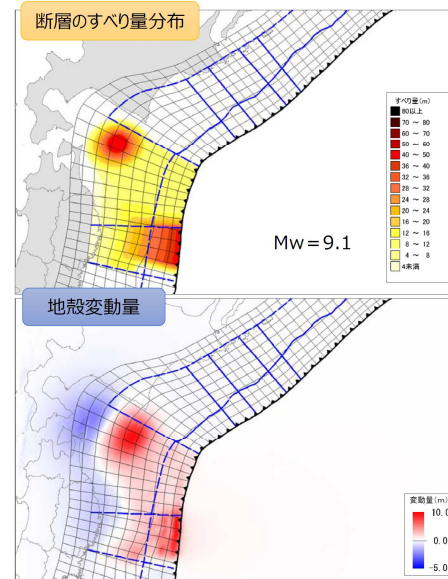 断層のすべり量分布
すべり量(m)
80以上
70 ～ 80
60 ～ 70
50 ～ 60
40 ～ 50
36 ～ 40
32 ～ 36
28 ～ 32
24 ～ 28
20 ～ 24
16 ～ 20
12 ～ 16
8 ～ 12
4 ～ 8
4未満
Mw=9.1
地殻変動量
変動量(m)
10.0
0.0
-5.0